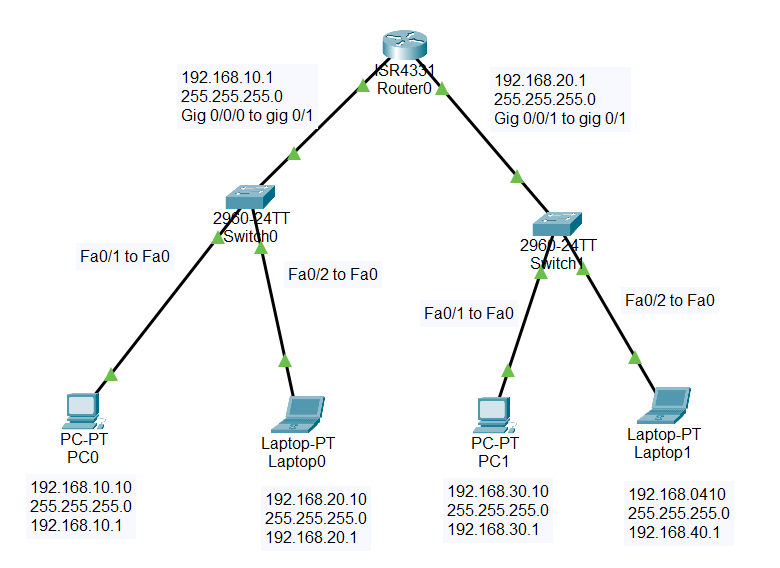 ISR4331
Router0
192.168.10.1
255.255.255.0
Gig 0/0/0 to gig 0/1
192.168.20.1
255.255.255.0
Gig 0/0/1 to gig 0/1
2960-24TT
Switch0
2960-24TT
Switch1
Fa0/1 to Fa0
Fa0/2 to Fa0
Fa0/1 to Fa0
Fa0/2 to Fa0
PC-PT
PC0
Laptop-PT
Laptop0
PC-PT
PC1
Laptop-PT
Laptop1
192.168.10.10
255.255.255.0
192.168.10.1
192.168.20.10
255.255.255.0
192.168.20.1
192.168.30.10
255.255.255.0
192.168.30.1
192.168.0410
255.255.255.0
192.168.40.1